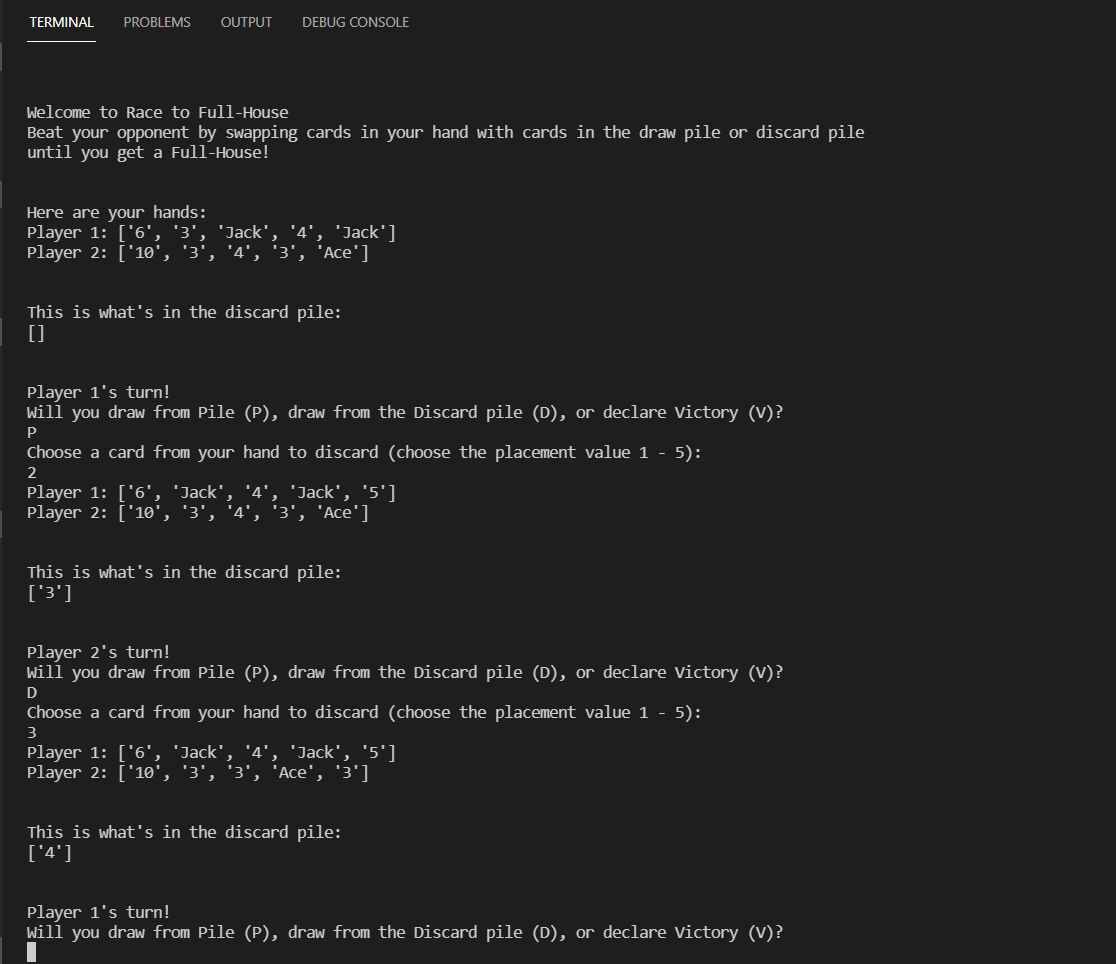 TERMINAL PROBLEMS OUTPUT DEBUG CONSOLE
Welcome to Race to Full-House
Beat your opponent by swapping cards in your hand with cards in the draw pile or discard pile
until you get a Full-House!
Here are your hands:
Player 1: ['6', '3', 'Jack', '4', 'Jack']
Player 2: ['10', '3', '4', '3', 'Ace']
This is what's in the discard pile:
[]
Player 1's turn!
Will you draw from Pile (P), draw from the Discard pile (D), or declare Victory (V)?
P
Choose a card from your hand to discard (choose the placement value 1 - 5):
2
Player 1: ['6', 'Jack', '4', 'Jack', '5']
Player 2: ['10', '3', '4', '3', 'Ace']
This is what's in the discard pile:
['3']
Player 2's turn!
Will you draw from Pile (P), draw from the Discard pile (D), or declare Victory (V)?
D
Choose a card from your hand to discard (choose the placement value 1 - 5):
3
Player 1: ['6', 'Jack', '4', 'Jack', '5']
Player 2: ['10', '3', '3', 'Ace', '3']
This is what's in the discard pile:
['4']
Player 1's turn!
Will you draw from Pile (P), draw from the Discard pile (D), or declare Victory (V)?